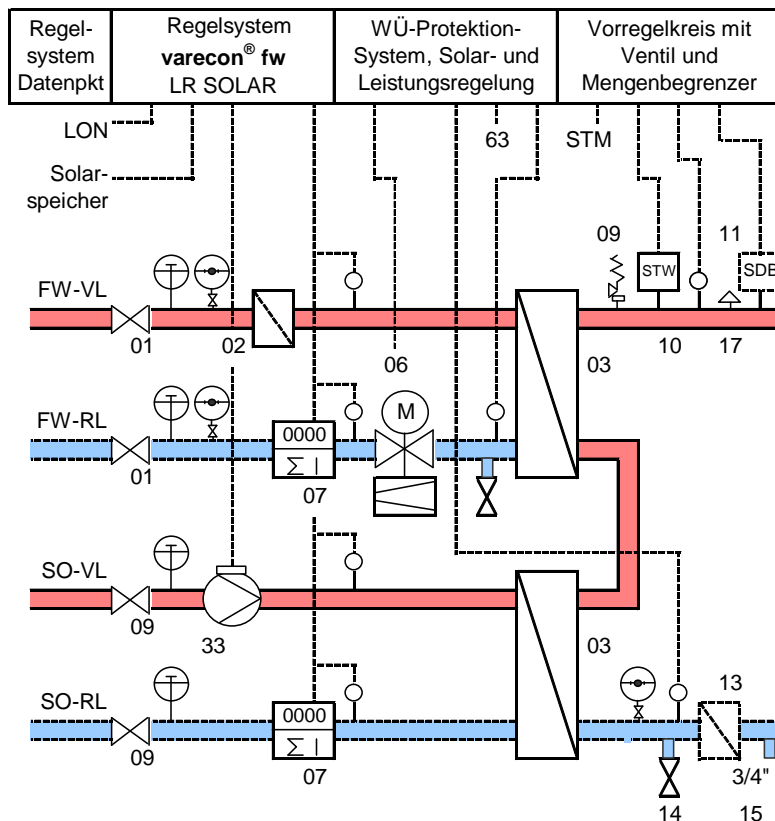 Regel-
system
Datenpkt
Regelsystem
varecon® fw
LR SOLAR
WÜ-Protektion-
System, Solar- und
Leistungsregelung
Vorregelkreis mit
Ventil und
Mengenbegrenzer
LON
63
STM
Solar-
speicher
09
11
STW
SDB
FW-VL
01
02
06
03
10
17
FW-RL
M
0000
Σ I
01
07
SO-VL
09
33
03
SO-RL
13
0000
Σ I
09
07
3/4"
14
15